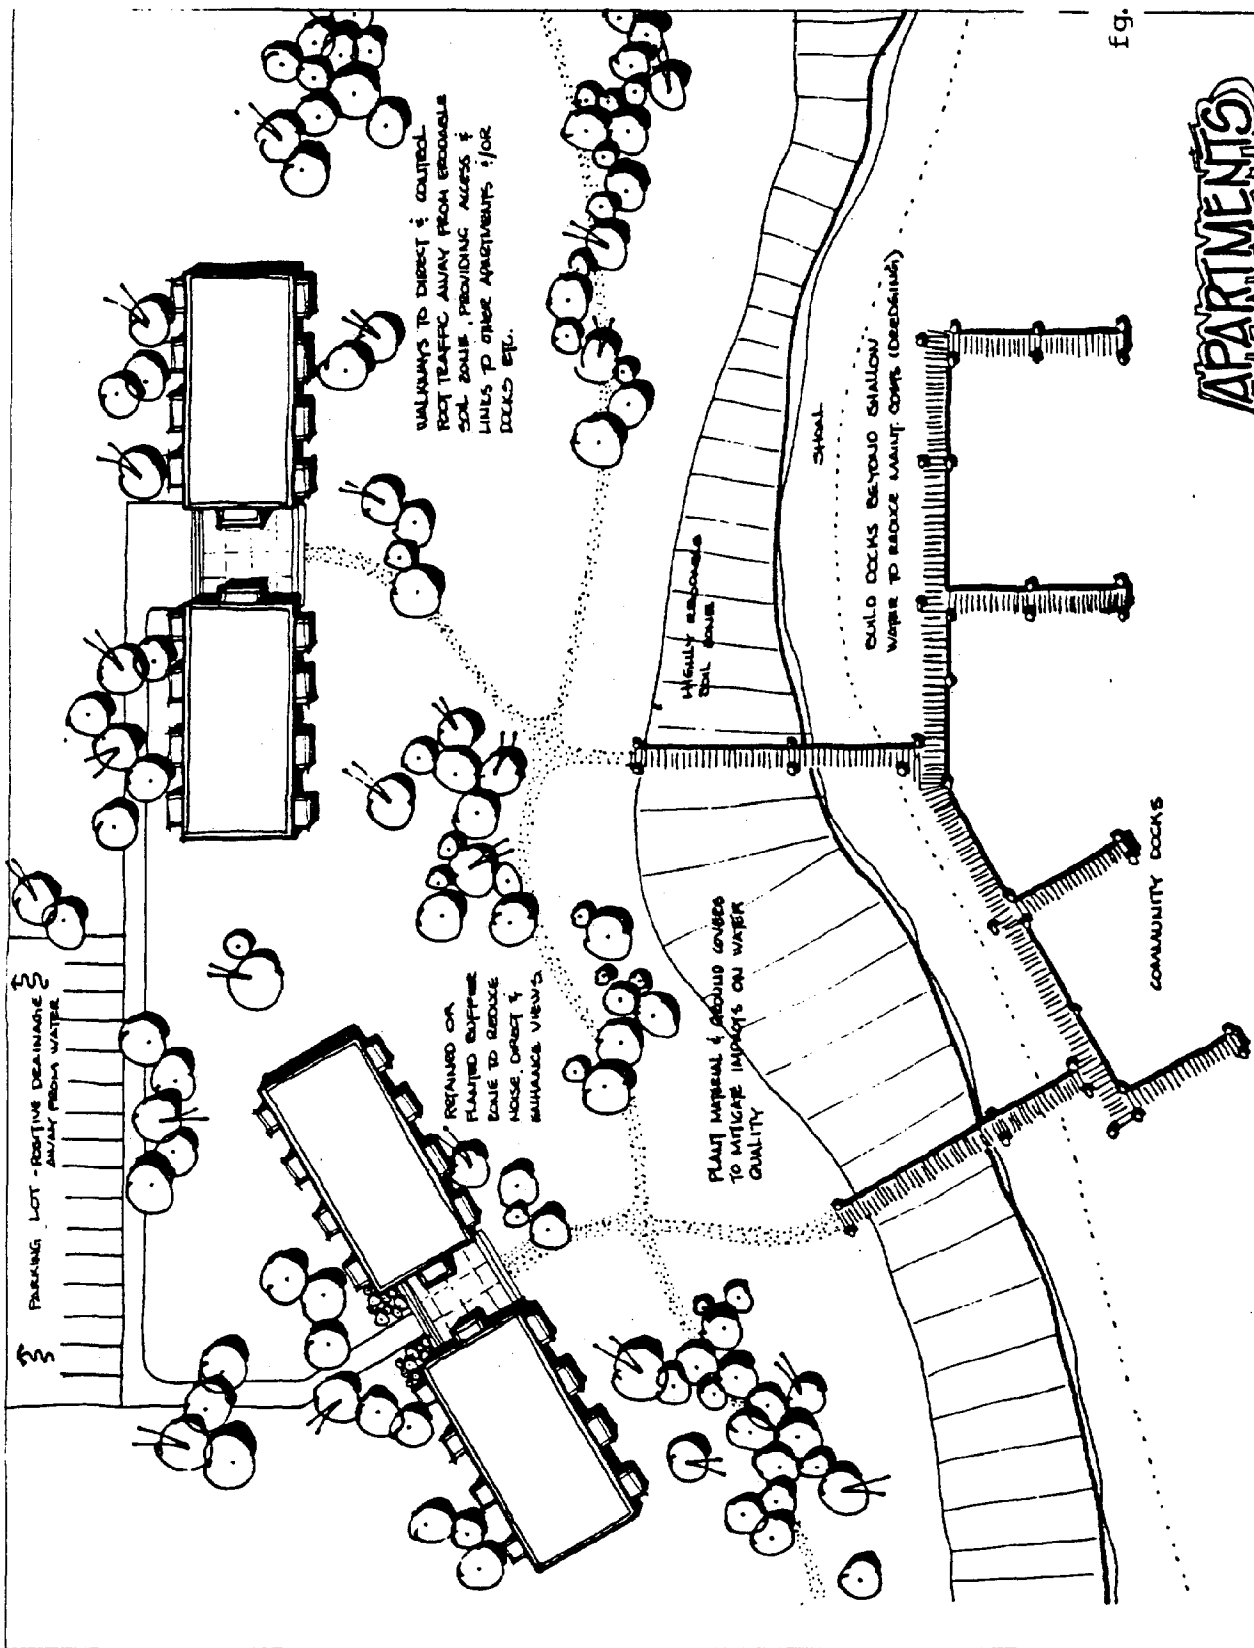 PARKING LOT - POSITIVE DRAINAGE
AWAY FROM WATER
WALKWAYS TO DIRECT & CONTROL
FOOT TRAFFIC AWAY FROM ERODABLE
SOIL ZONE, PROVIDING ACCESS &
LINKS TO OTHER APARTMENTS &/OR
DOCKS ETC.
RETAINED OR
PLANTED BUFFER
ZONE TO REDUCE
NOISE, DIRECT &
ENHANCE VIEWS
HIGHLY ERODABLE
SOIL ZONE
PLANT MATERIAL & GROUND COVERS
TO MITIGATE IMPACTS ON WATER
QUALITY
SHOAL
BUILD DOCKS BEYOND SHALLOW
WATER TO REDUCE MAINT. COSTS (DREDGING)
COMMUNITY DOCKS
fg.
APARTMENTS